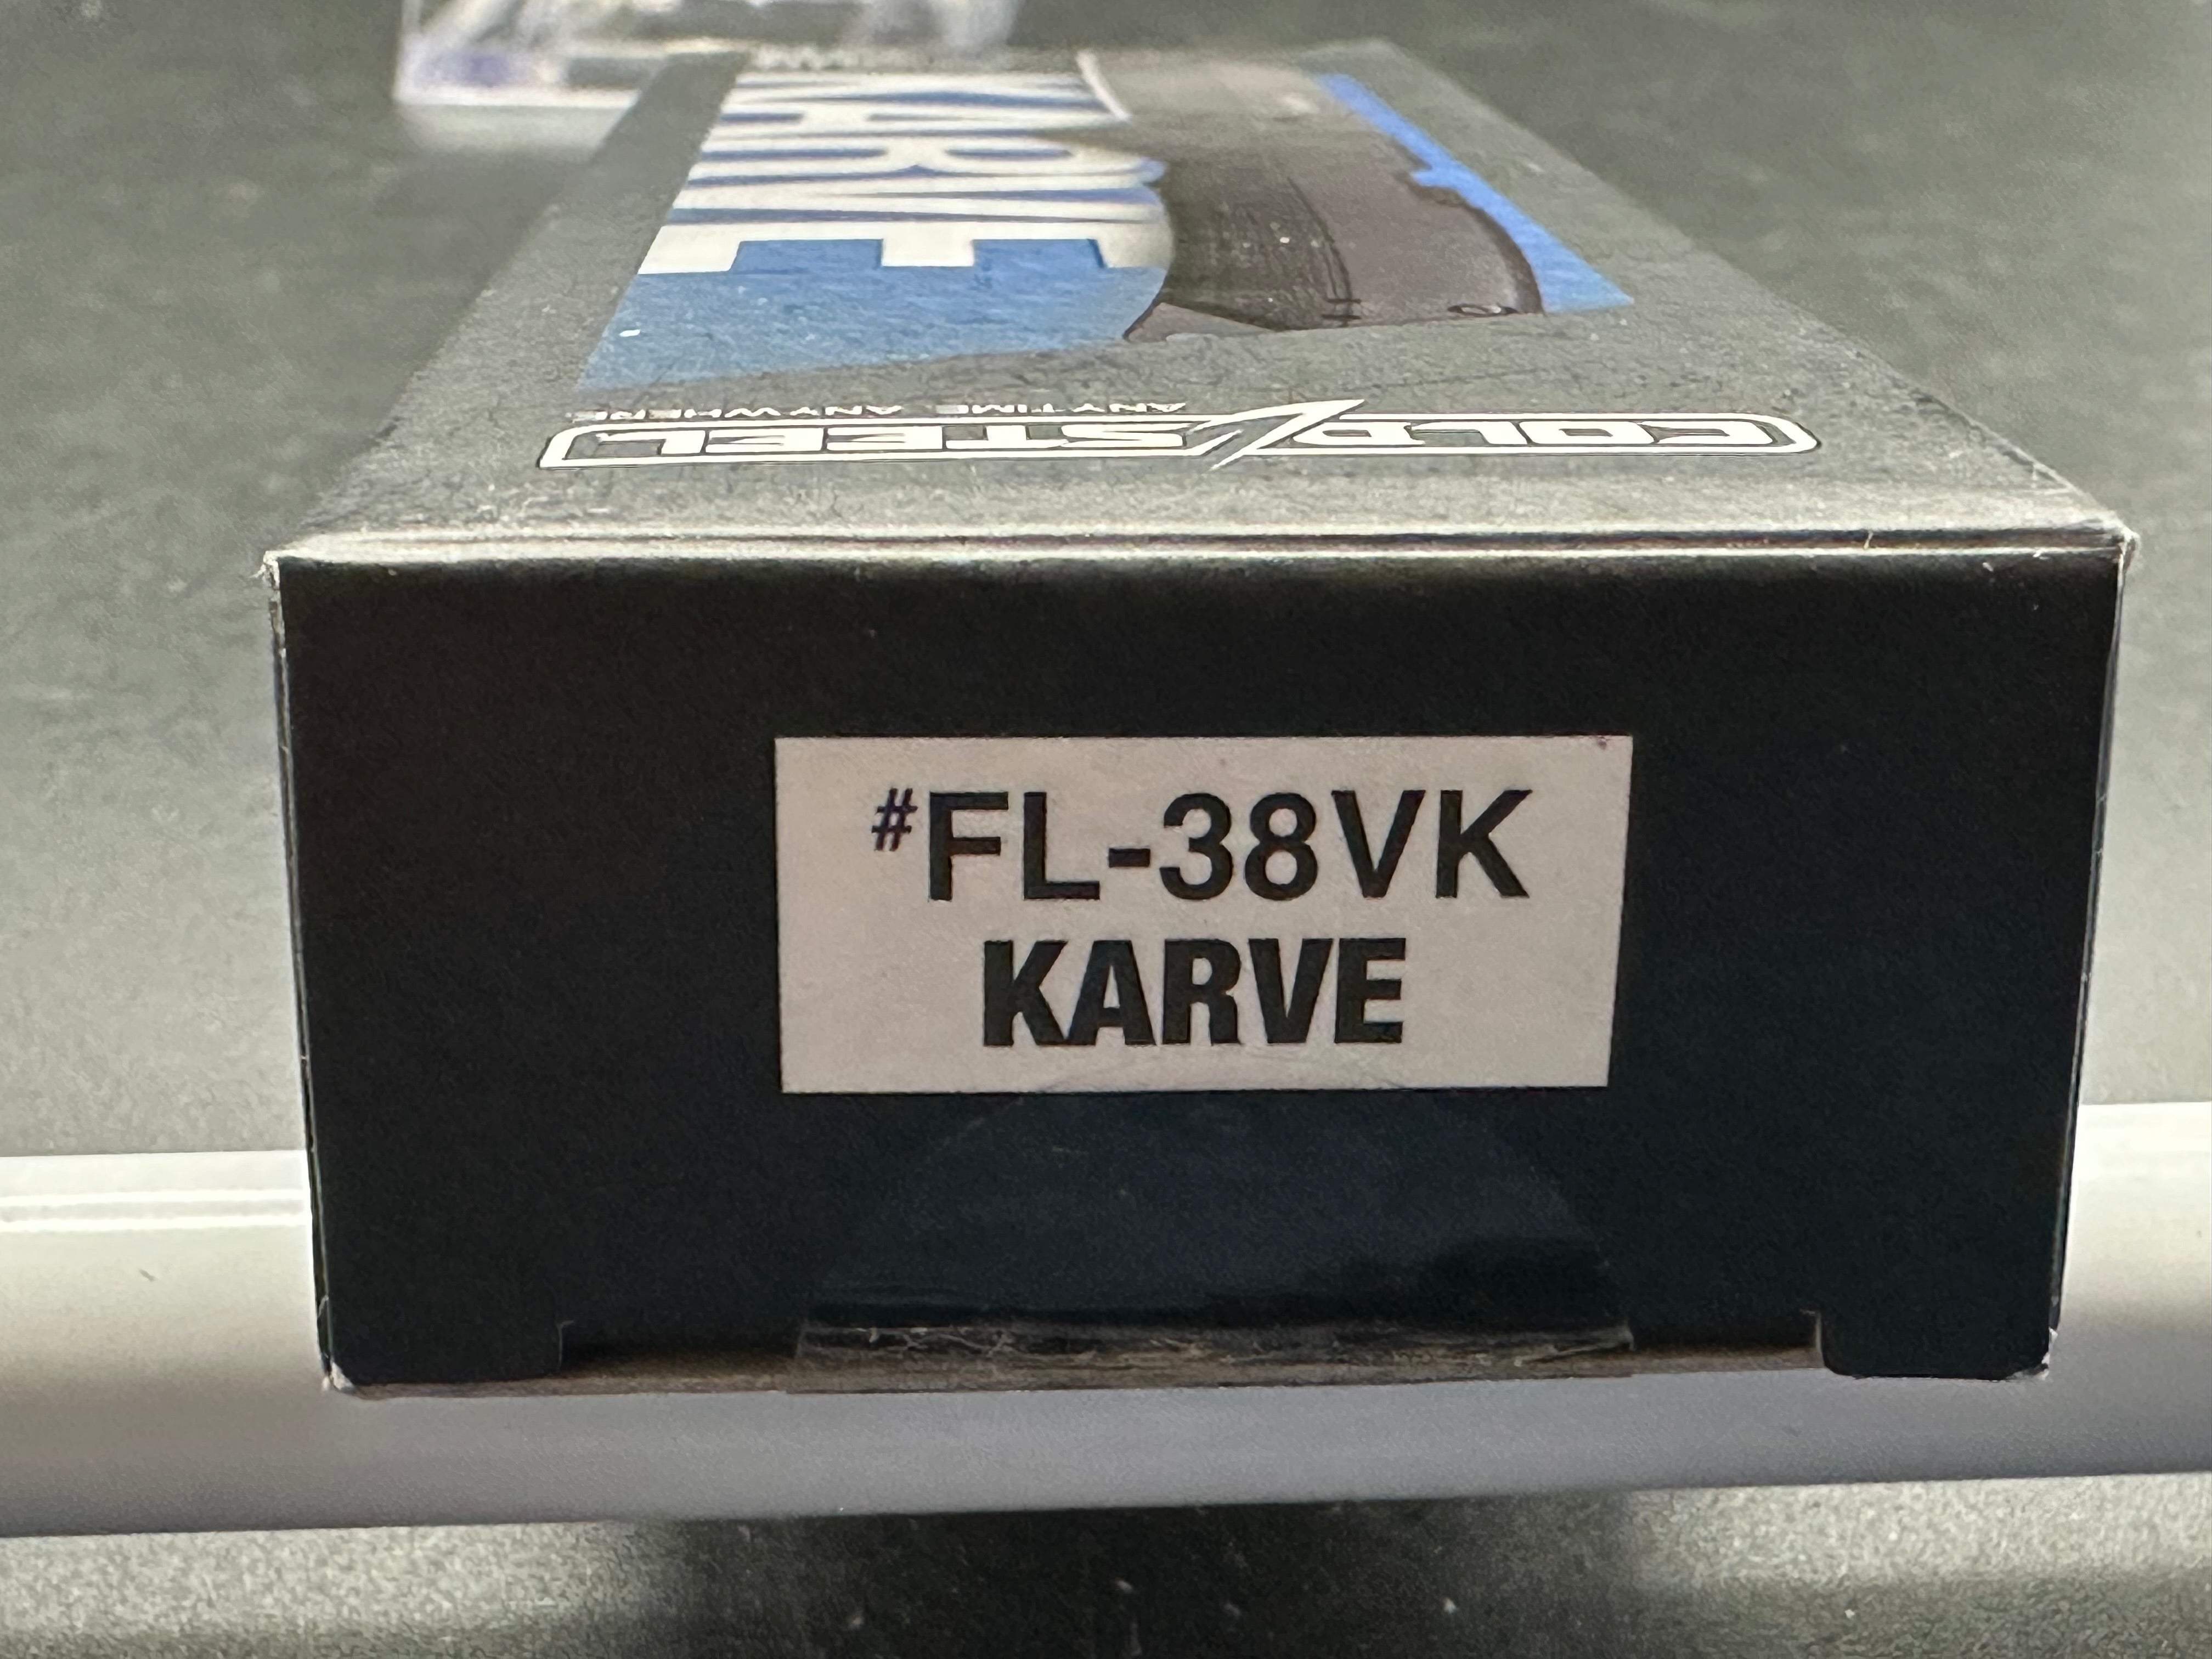 KARVE
COLD STEEL
ANYTIME ANYWHERE
#FL-38VK
KARVE